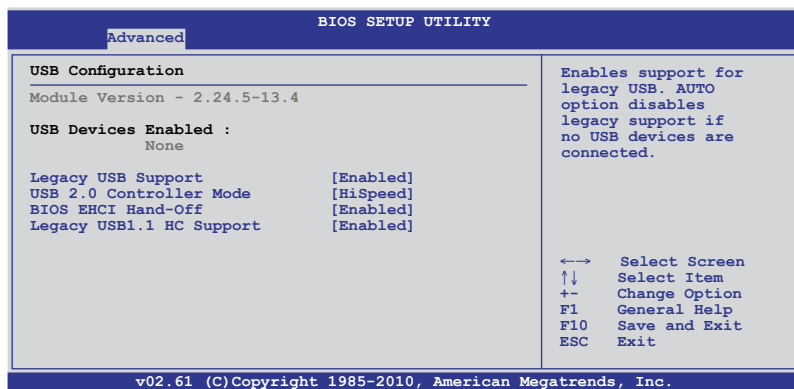 BIOS SETUP UTILITY
Advanced
USB Configuration
Module Version - 2.24.5-13.4
USB Devices Enabled :
None
Legacy USB Support [Enabled]
USB 2.0 Controller Mode [HiSpeed]
BIOS EHCI Hand-Off [Enabled]
Legacy USB1.1 HC Support [Enabled]
Enables support for
legacy USB. AUTO
option disables
legacy support if
no USB devices are
connected.
←→ Select Screen
↑↓ Select Item
+- Change Option
F1 General Help
F10 Save and Exit
ESC Exit
v02.61 (C)Copyright 1985-2010, American Megatrends, Inc.